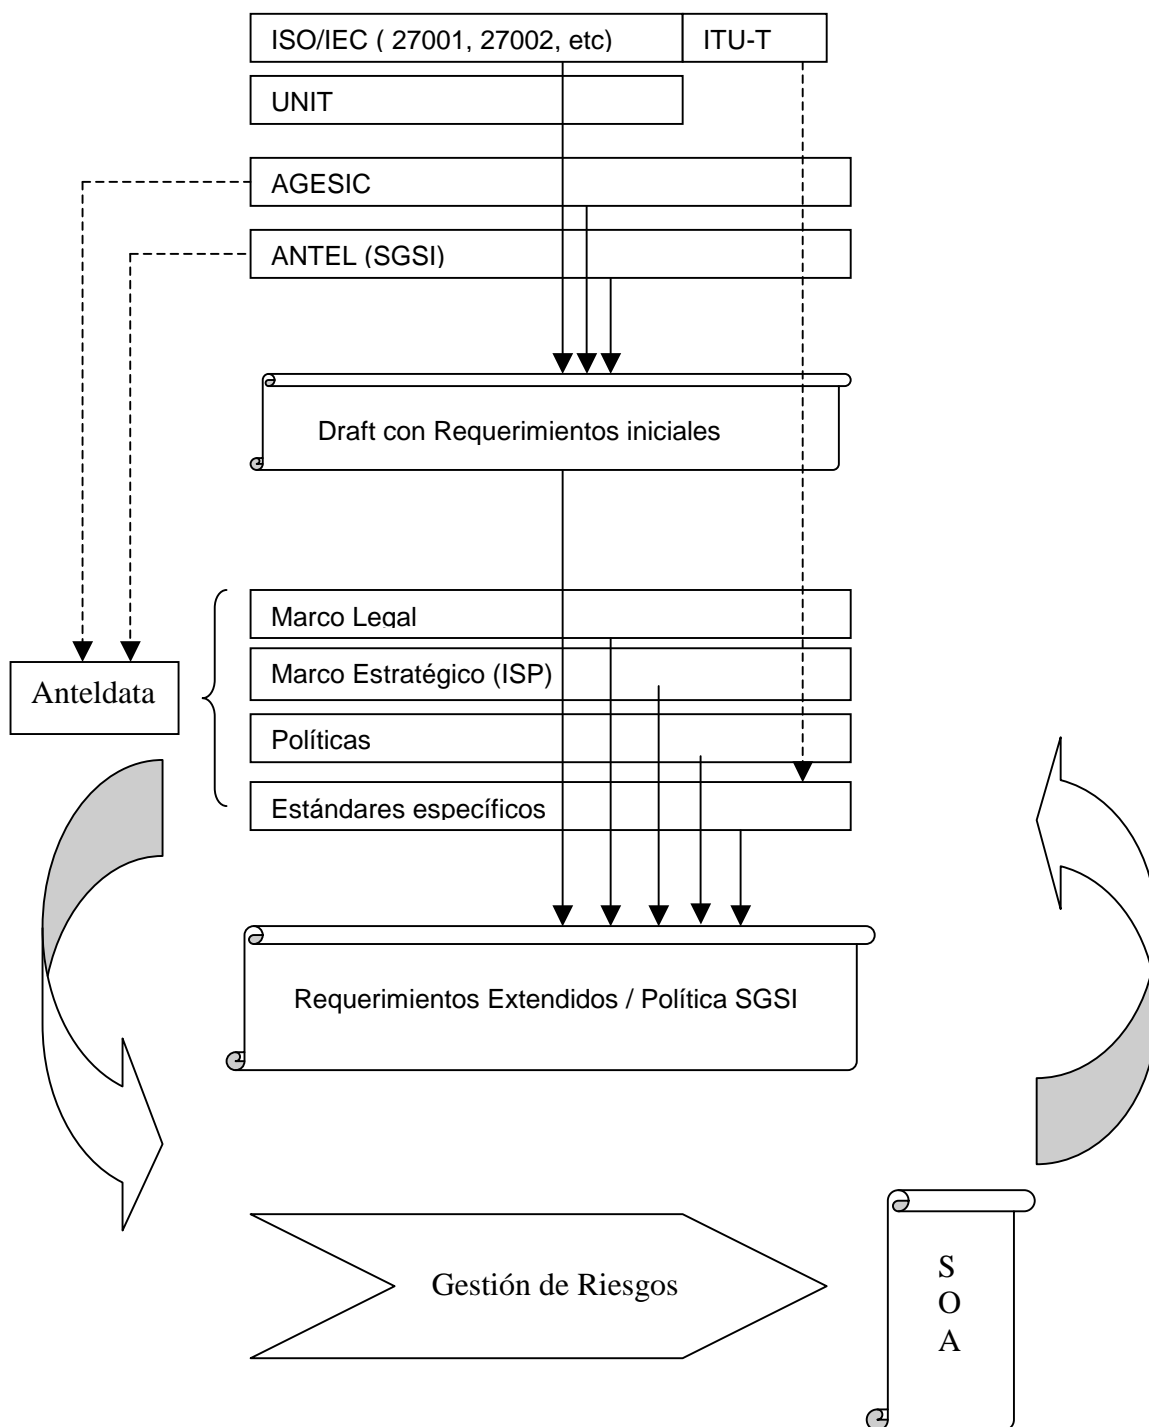 ISO/IEC ( 27001, 27002, etc) ITU-T
UNIT
AGESIC
ANTEL (SGSI)
Draft con Requerimientos iniciales
Marco Legal
Marco Estratégico (ISP)
Anteldata
Políticas
Estándares específicos
Requerimientos Extendidos / Política SGSI
Gestión de Riesgos
S
O
A